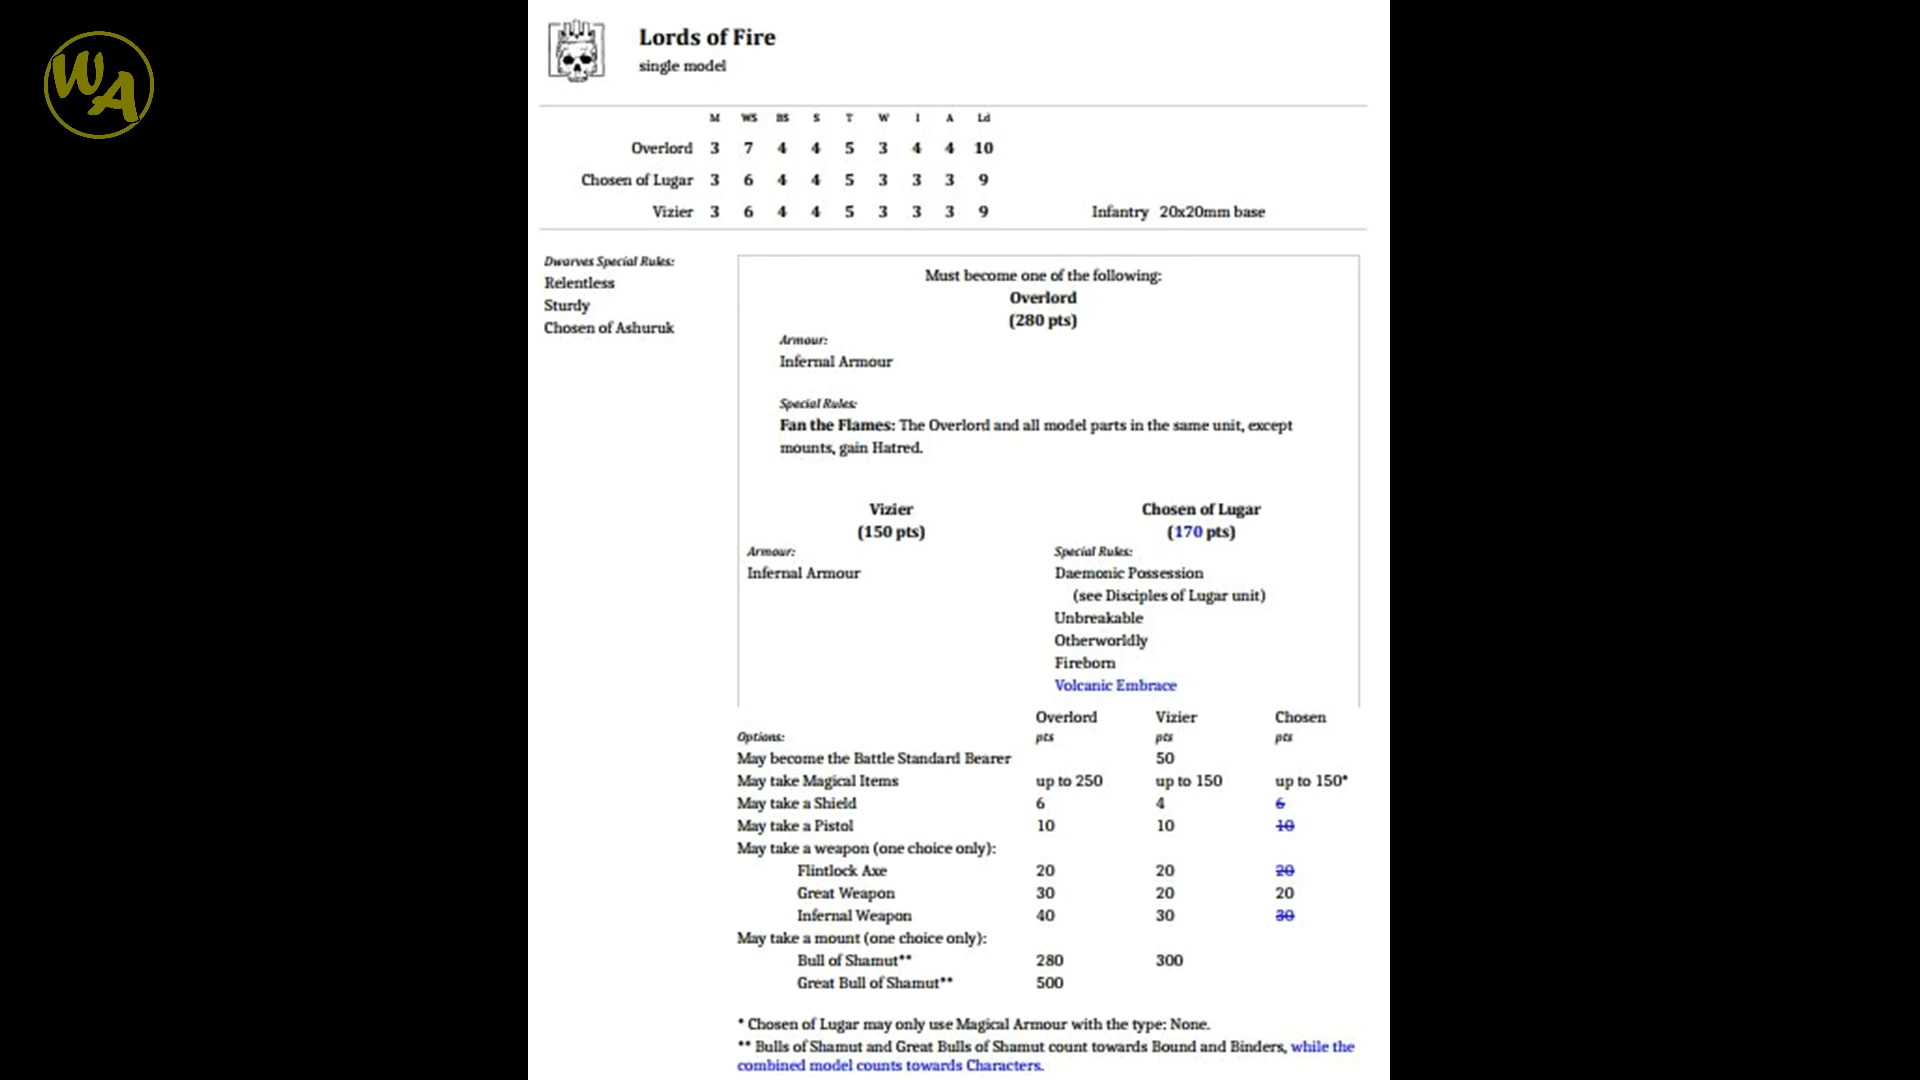 WA
Lords of Fire
single model
M WS BS S T W I A Ld
Overlord 3 7 4 4 5 3 4 4 10
Chosen of Lugar 3 6 4 4 5 3 3 3 9
Vizier 3 6 4 4 5 3 3 3 9 Infantry 20x20mm base
Dwarves Special Rules:
Relentless
Sturdy
Chosen of Ashuruk
Must become one of the following:
Overlord
(280 pts)
Armour:
Infernal Armour
Special Rules:
Fan the Flames: The Overlord and all model parts in the same unit, except
mounts, gain Hatred.
Vizier
(150 pts)
Armour:
Infernal Armour
Chosen of Lugar
(170 pts)
Special Rules:
Daemonic Possession
(see Disciples of Lugar unit)
Unbreakable
Otherworldly
Fireborn
Volcanic Embrace
Overlord Vizier Chosen
Options: pts pts pts
May become the Battle Standard Bearer 50
May take Magical Items up to 250 up to 150 up to 150*
May take a Shield 6 4 6
May take a Pistol 10 10 10
May take a weapon (one choice only):
Flintlock Axe 20 20 20
Great Weapon 30 20 20
Infernal Weapon 40 30 30
May take a mount (one choice only):
Bull of Shamut** 280 300
Great Bull of Shamut** 500
* Chosen of Lugar may only use Magical Armour with the type: None.
** Bulls of Shamut and Great Bulls of Shamut count towards Bound and Binders, while the
combined model counts towards Characters.